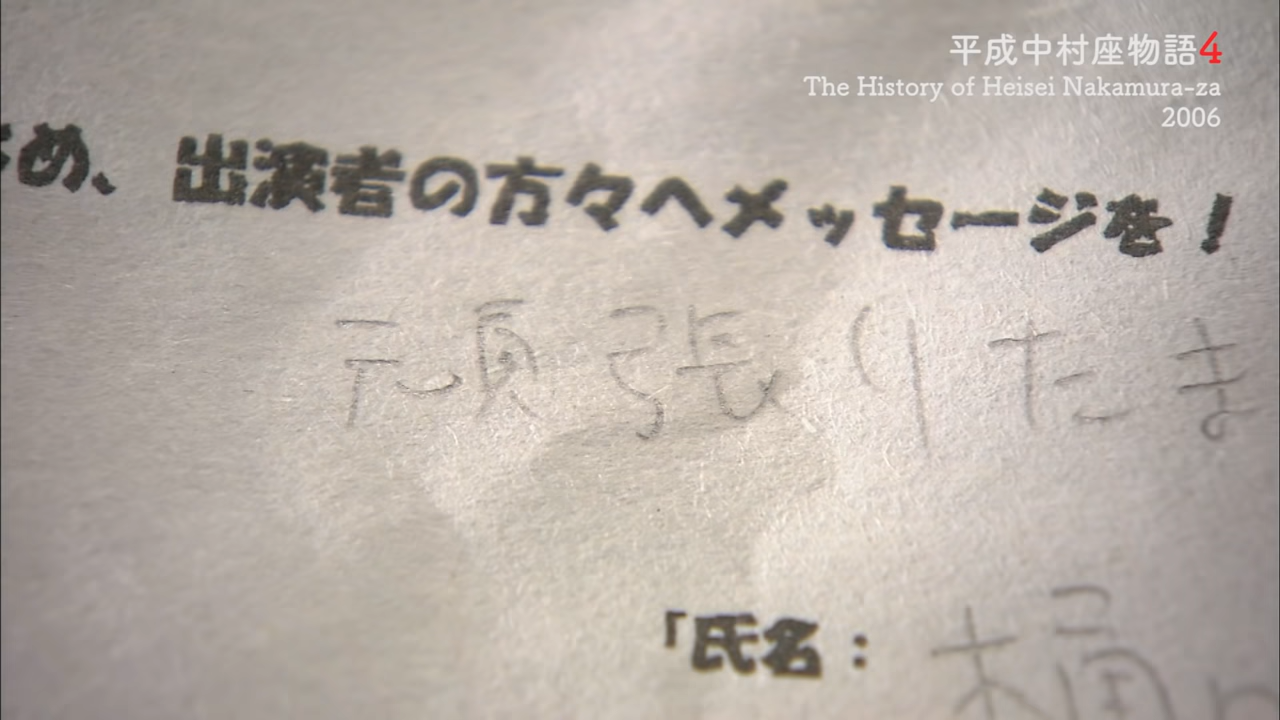 平成中村座物語4
The History of Heisei Nakamura-za
2006
め、出演者の方々へメッセージを！
頑張りたま
「氏名：